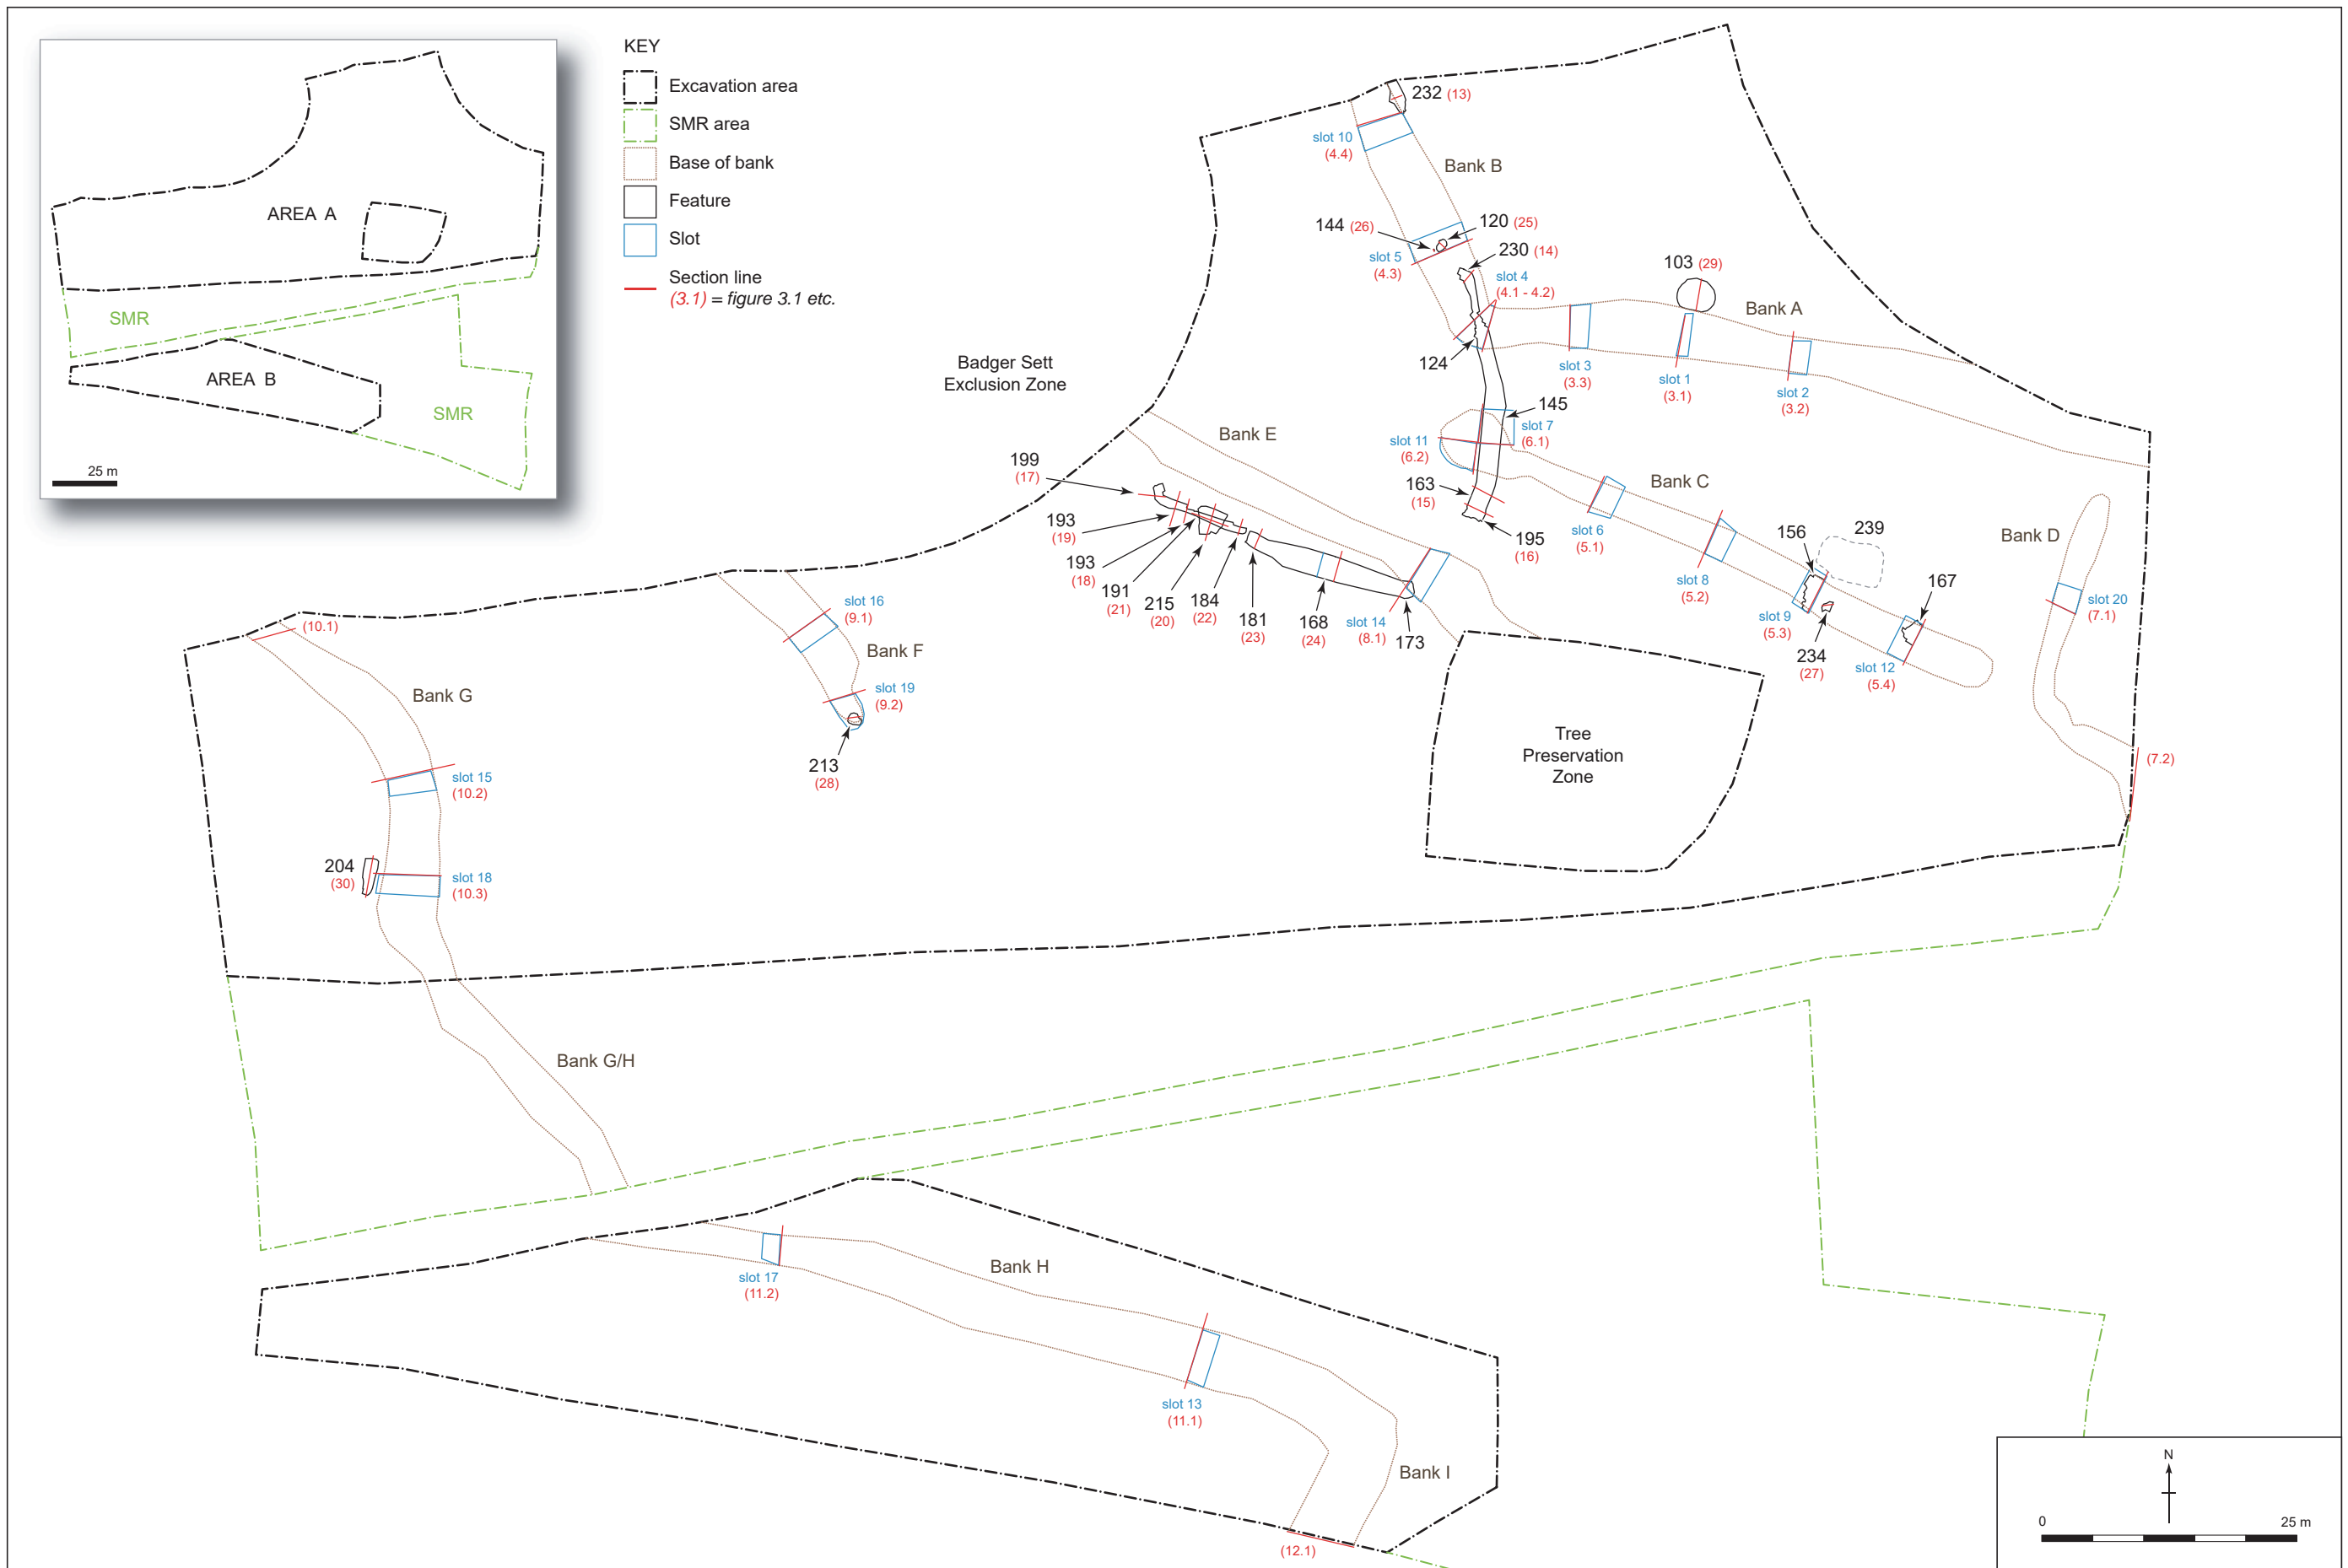 AREA A
SMR
AREA B
SMR
25 m
KEY
Excavation area
SMR area
Base of bank
Feature
Slot
Section line
(3.1) = figure 3.1 etc.
232 (13)
slot 10
(4.4)
Bank B
144 (26)
120 (25)
230 (14)
slot 5
(4.3)
slot 4
(4.1 - 4.2)
103 (29)
Bank A
124
slot 3
(3.3)
slot 1
(3.1)
slot 2
(3.2)
Badger Sett
Exclusion Zone
145
slot 7
(6.1)
slot 11
(6.2)
Bank E
199
(17)
163
(15)
Bank C
193
(19)
195
(16)
slot 6
(5.1)
156
239
Bank D
193
(18)
191
(21)
215
(20)
184
(22)
181
(23)
168
(24)
slot 14
(8.1)
173
slot 8
(5.2)
167
slot 9
(5.3)
234
(27)
slot 12
(5.4)
slot 20
(7.1)
slot 16
(9.1)
(10.1)
Bank F
Bank G
slot 19
(9.2)
213
(28)
Tree
Preservation
Zone
(7.2)
slot 15
(10.2)
204
(30)
slot 18
(10.3)
Bank G/H
Bank H
slot 17
(11.2)
slot 13
(11.1)
Bank I
(12.1)
N
0
25 m